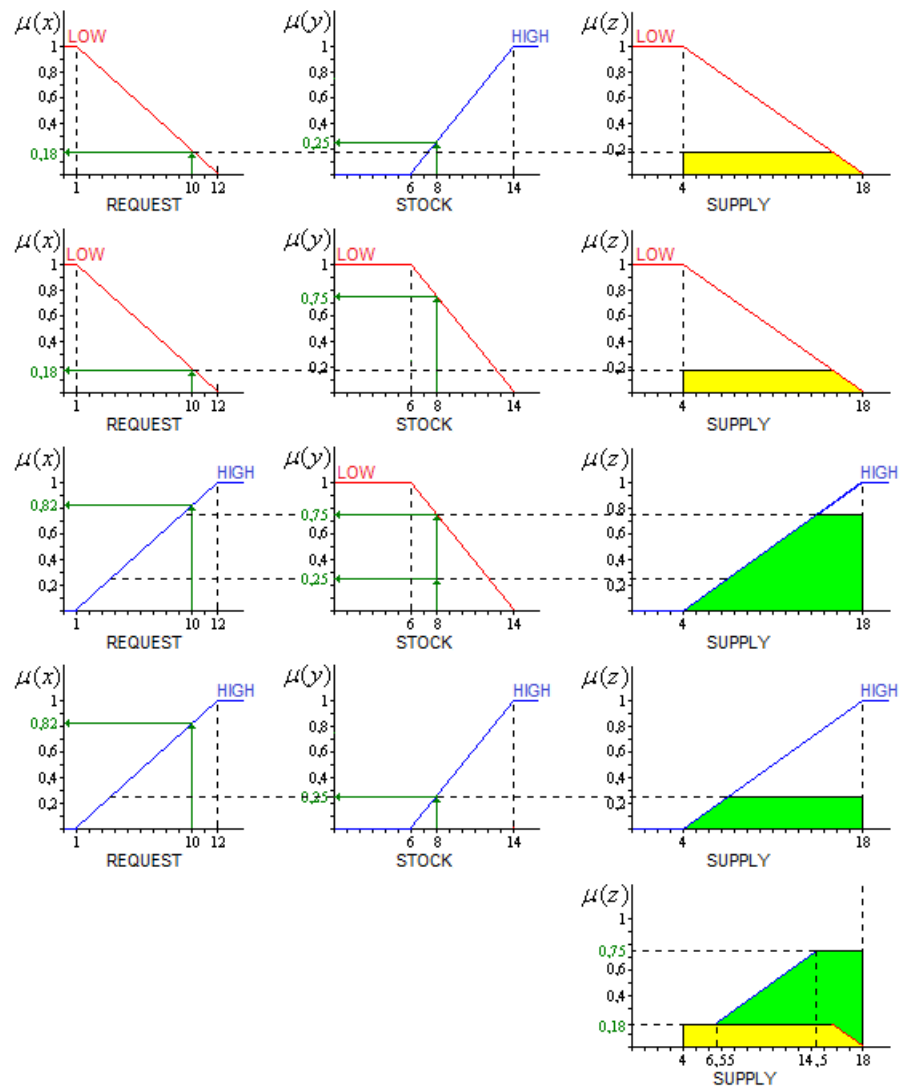 μ(x) μ(y) μ(z)
LOW HIGH LOW
1 1 1
0,8 0,8 0,8
0,6 0,6 0,6
0,4 0,4 0,4
0,18 0,25 0,2
1 10 12 6 8 14 4 18
REQUEST STOCK SUPPLY
μ(x) μ(y) μ(z)
LOW LOW LOW
1 1 1
0,8 0,75 0,8
0,6 0,6 0,6
0,4 0,4 0,4
0,18 0,2 0,2
1 10 12 6 8 14 4 18
REQUEST STOCK SUPPLY
μ(x) μ(y) μ(z)
HIGH LOW HIGH
1 1 1
0,82 0,75 0,8
0,6 0,6 0,6
0,4 0,4 0,4
0,2 0,25 0,2
1 10 12 6 8 14 4 18
REQUEST STOCK SUPPLY
μ(x) μ(y) μ(z)
HIGH HIGH HIGH
1 1 1
0,82 0,8 0,8
0,6 0,6 0,6
0,4 0,4 0,4
0,2 0,25 0,2
1 10 12 6 8 14 4 18
REQUEST STOCK SUPPLY
μ(z)
1
0,75
0,6
0,4
0,18
4 6,55 14,5 18
SUPPLY